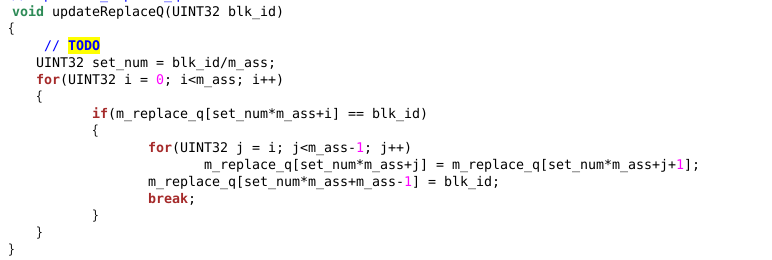 void updateReplaceQ(UINT32 blk_id)
{
    // TODO
    UINT32 set_num = blk_id/m_ass;
    for(UINT32 i = 0; i<m_ass; i++)
    {
        if(m_replace_q[set_num*m_ass+i] == blk_id)
        {
            for(UINT32 j = i; j<m_ass-1; j++)
                m_replace_q[set_num*m_ass+j] = m_replace_q[set_num*m_ass+j+1];
            m_replace_q[set_num*m_ass+m_ass-1] = blk_id;
            break;
        }
    }
}